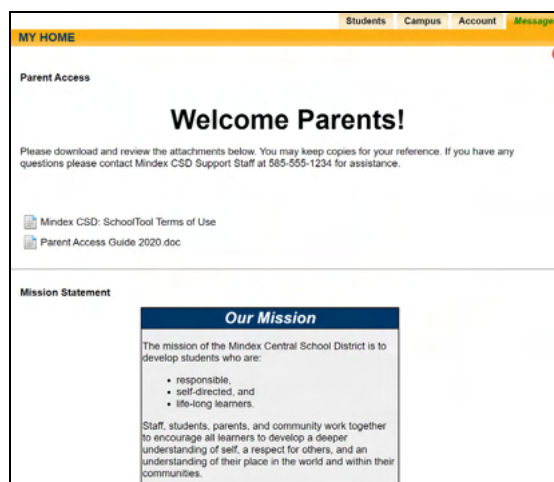 Students Campus Account Message
MY HOME
Parent Access
Welcome Parents!
Please download and review the attachments below. You may keep copies for your reference. If you have any
questions please contact Mindex CSD Support Staff at 585-555-1234 for assistance.
Mindex CSD: SchoolTool Terms of Use
Parent Access Guide 2020.doc
Mission Statement
Our Mission
The mission of the Mindex Central School District is to
develop students who are:
• responsible,
• self-directed, and
• life-long learners.
Staff, students, parents, and community work together
to encourage all learners to develop a deeper
understanding of self, a respect for others, and an
understanding of their place in the world and within their
communities.